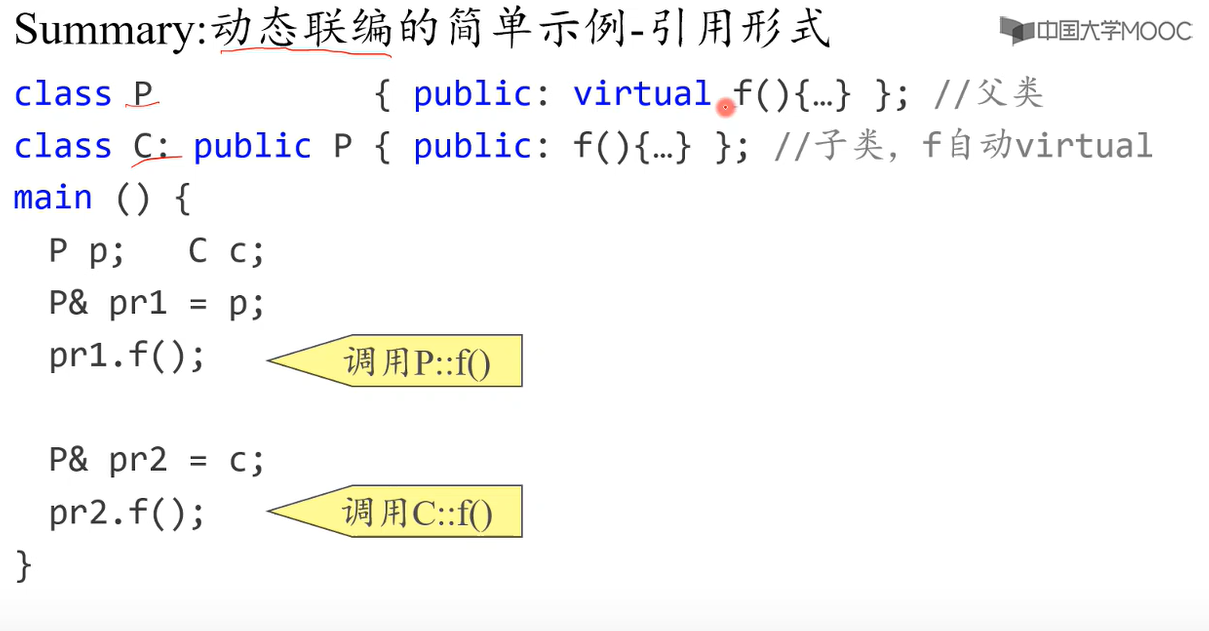 Summary:动态联编的简单示例-引用形式
中国大学MOOC
class P { public: virtual f(){…} }; //父类
class C: public P { public: f(){…} }; //子类，f自动virtual
main () {
P p; C c;
P& pr1 = p;
pr1.f();
调用P::f()
P& pr2 = c;
pr2.f();
调用C::f()
}